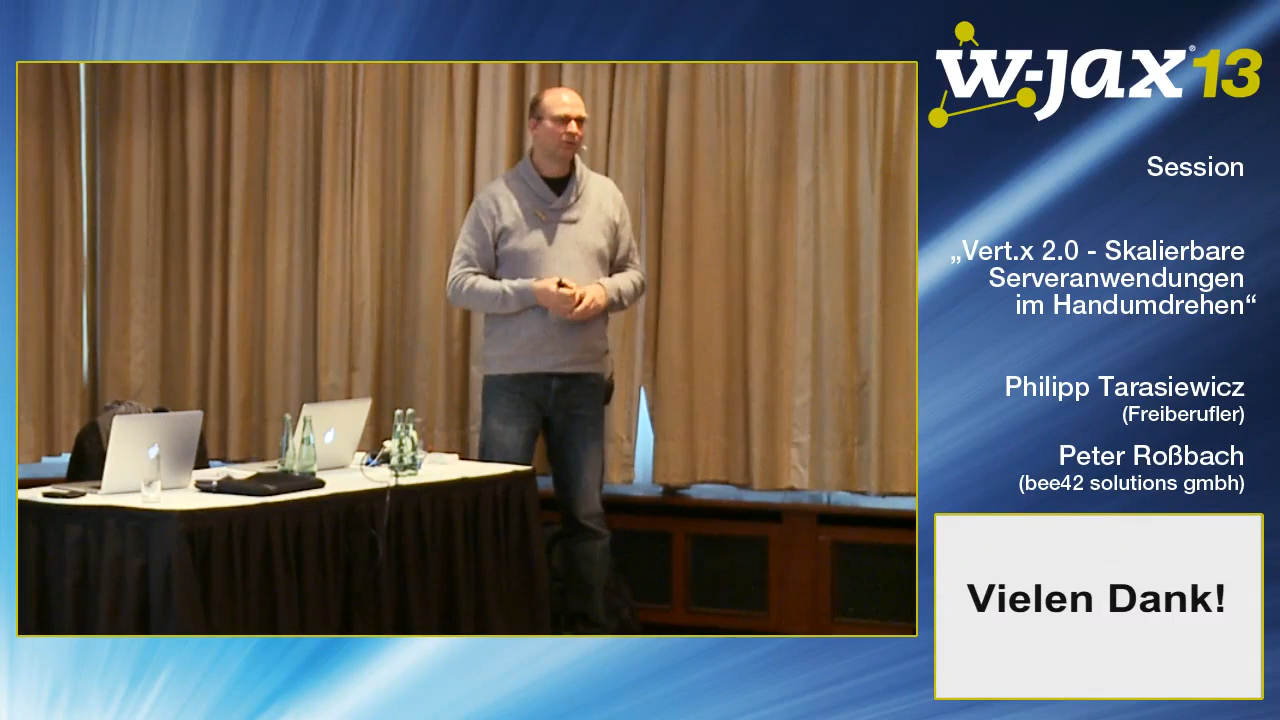 w-jax®13
Session
„Vert.x 2.0 - Skalierbare
Serveranwendungen
im Handumdrehen“
Philipp Tarasiewicz
(Freiberufler)
Peter Roßbach
(bee42 solutions gmbh)
Vielen Dank!